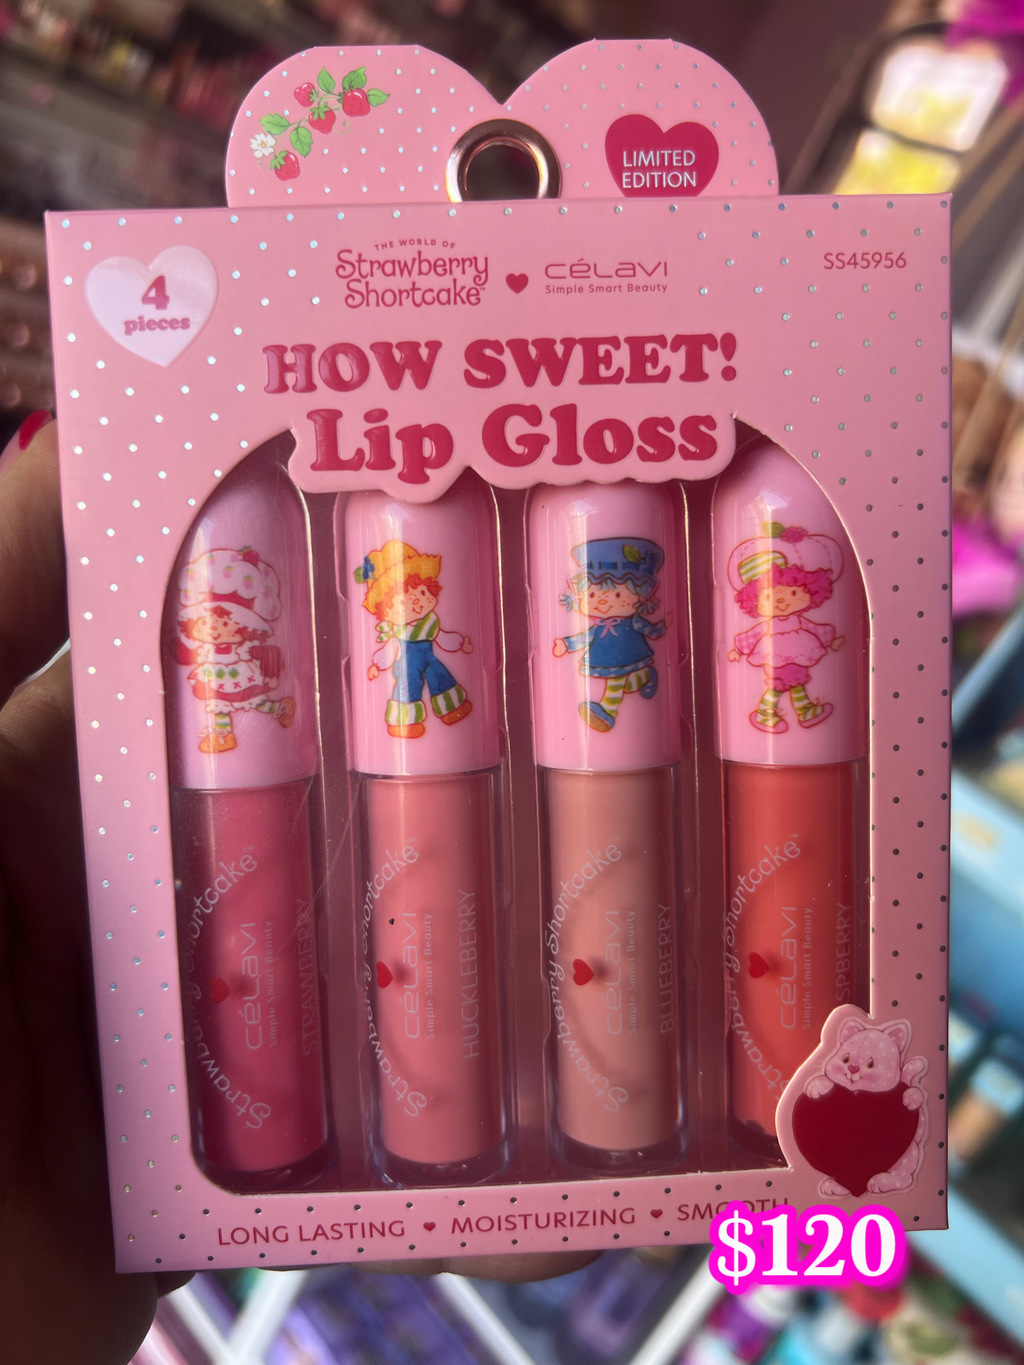 LIMITED
EDITION
THE WORLD OF
Strawberry
Shortcake
CéLAVI
Simple Smart Beauty
SS45956
4
pieces
HOW SWEET!
Lip Gloss
Strawberry Shortcake
CéLAVI
Simple Smart Beauty
STRAWBERRY
Strawberry Shortcake
CéLAVI
Simple Smart Beauty
HUCKLEBERRY
Strawberry Shortcake
CéLAVI
Simple Smart Beauty
BLUEBERRY
Strawberry Shortcake
CéLAVI
Simple Smart Beauty
SPBERRY
LONG LASTING ♥ MOISTURIZING ♥ SMOOTH
$120